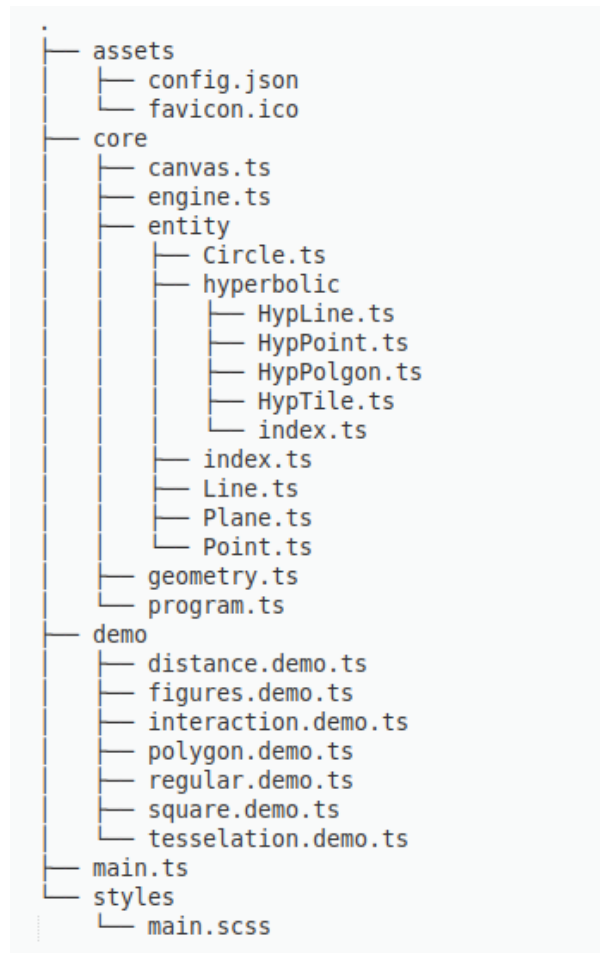 .
├── assets
│   ├── config.json
│   └── favicon.ico
├── core
│   ├── canvas.ts
│   ├── engine.ts
│   ├── entity
│   │   ├── Circle.ts
│   │   ├── hyperbolic
│   │   │   ├── HypLine.ts
│   │   │   ├── HypPoint.ts
│   │   │   ├── HypPolgon.ts
│   │   │   ├── HypTile.ts
│   │   │   └── index.ts
│   │   ├── index.ts
│   │   ├── Line.ts
│   │   ├── Plane.ts
│   │   └── Point.ts
│   ├── geometry.ts
│   └── program.ts
├── demo
│   ├── distance.demo.ts
│   ├── figures.demo.ts
│   ├── interaction.demo.ts
│   ├── polygon.demo.ts
│   ├── regular.demo.ts
│   ├── square.demo.ts
│   └── tesselation.demo.ts
├── main.ts
└── styles
    └── main.scss